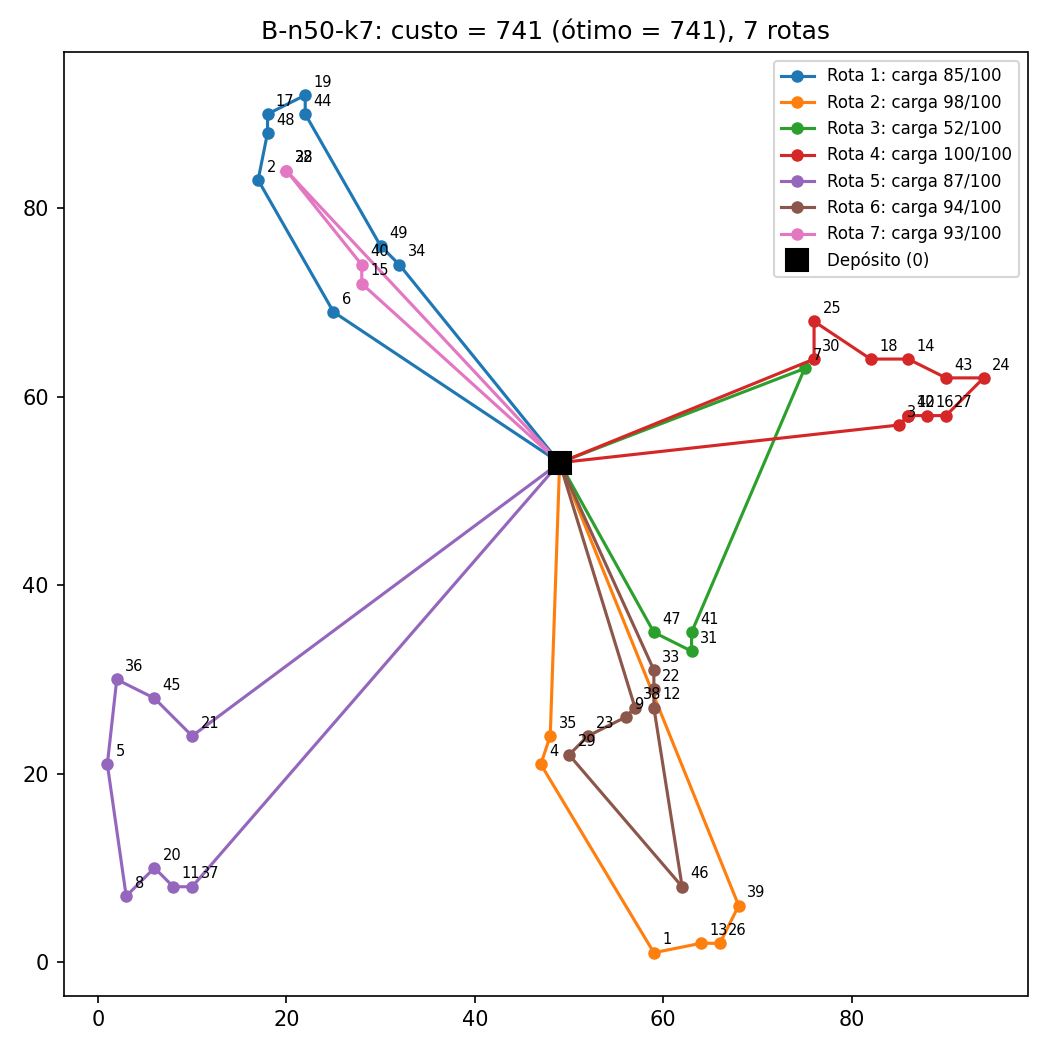 B-n50-k7: custo = 741 (ótimo = 741), 7 rotas
Rota 1: carga 85/100
Rota 2: carga 98/100
Rota 3: carga 52/100
Rota 4: carga 100/100
Rota 5: carga 87/100
Rota 6: carga 94/100
Rota 7: carga 93/100
Depósito (0)
19
17 44
48
2
49
40 34
15
6
25
7 30 18 14
43 24
3 16 27
47 41
31
33
22
9 38 12
35 23
4 29
36
45
21
5
20
8 11 37
46
39
1 13 26
80
60
40
20
0
0 20 40 60 80